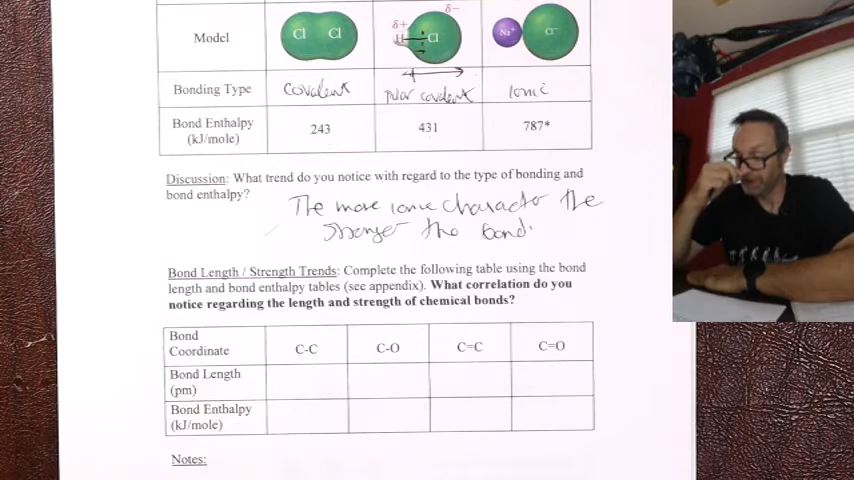 δ-
δ+
Model
Cl Cl
H Cl
Na+ Cl-
Bonding Type Covalent polar covalent Ionic
Bond Enthalpy
(kJ/mole)
243 431 787*
Discussion: What trend do you notice with regard to the type of bonding and
bond enthalpy?
The more ionic character the
stronger the bond.
Bond Length / Strength Trends: Complete the following table using the bond
length and bond enthalpy tables (see appendix). What correlation do you
notice regarding the length and strength of chemical bonds?
Bond
Coordinate
C-C C-O C=C C=O
Bond Length
(pm)
Bond Enthalpy
(kJ/mole)
Notes: